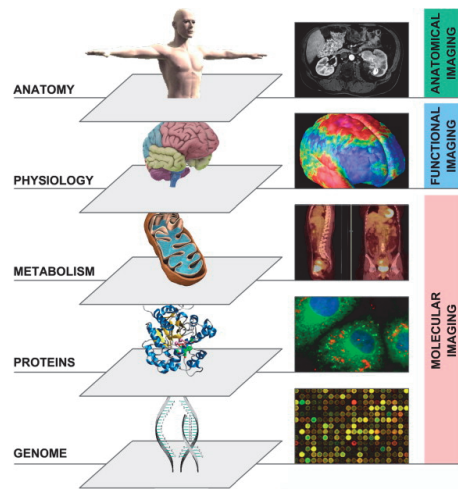 ANATOMY
ANATOMICAL
IMAGING
PHYSIOLOGY
FUNCTIONAL
IMAGING
METABOLISM
PROTEINS
MOLECULAR
IMAGING
GENOME